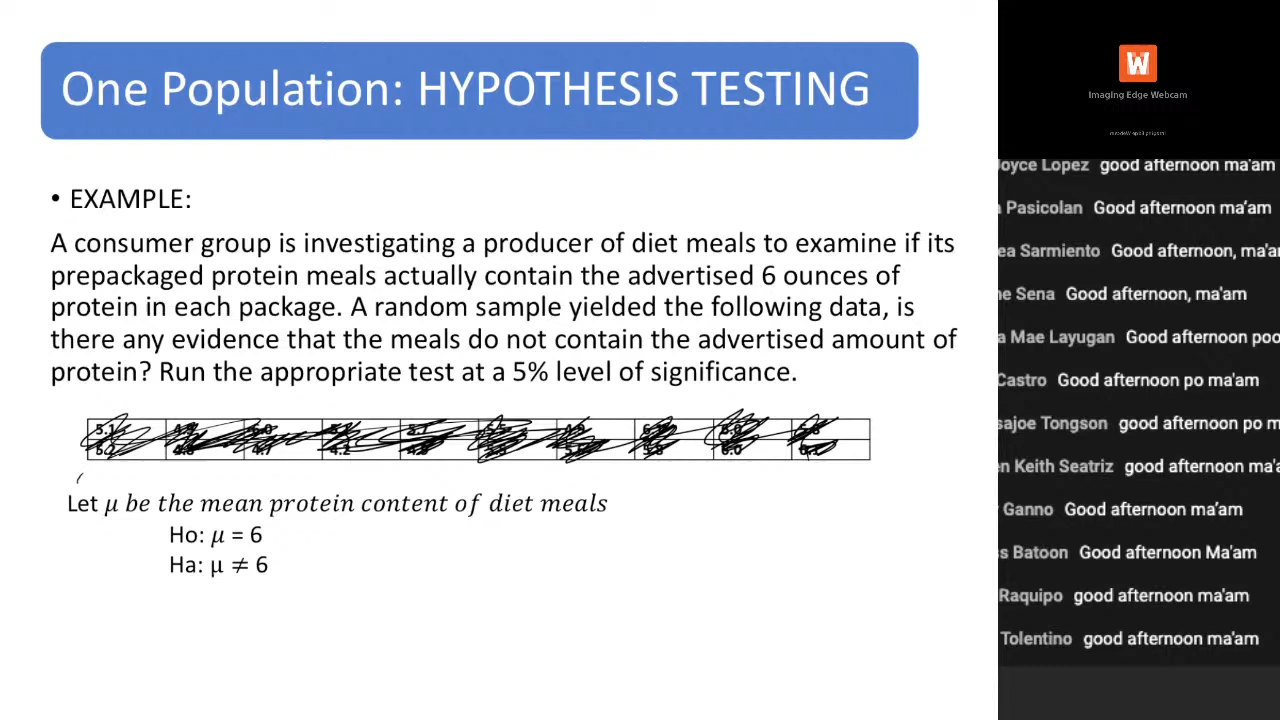 One Population: HYPOTHESIS TESTING
• EXAMPLE:
A consumer group is investigating a producer of diet meals to examine if its
prepackaged protein meals actually contain the advertised 6 ounces of
protein in each package. A random sample yielded the following data, is
there any evidence that the meals do not contain the advertised amount of
protein? Run the appropriate test at a 5% level of significance.
Let μ be the mean protein content of diet meals
Ho: μ = 6
Ha: μ ≠ 6
W
Imaging Edge Webcam
Joyce Lopez good afternoon ma'am
Pasicolan Good afternoon ma'am
Sarmiento Good afternoon, ma'am
Sena Good afternoon, ma'am
Mae Layugan Good afternoon poo
Castro Good afternoon po ma'am
Tongson good afternoon po
Keith Seatriz good afternoon
Ganno Good afternoon ma'am
Batoon Good afternoon Ma'am
Raquipo good afternoon ma'am
Tolentino good afternoon ma'am